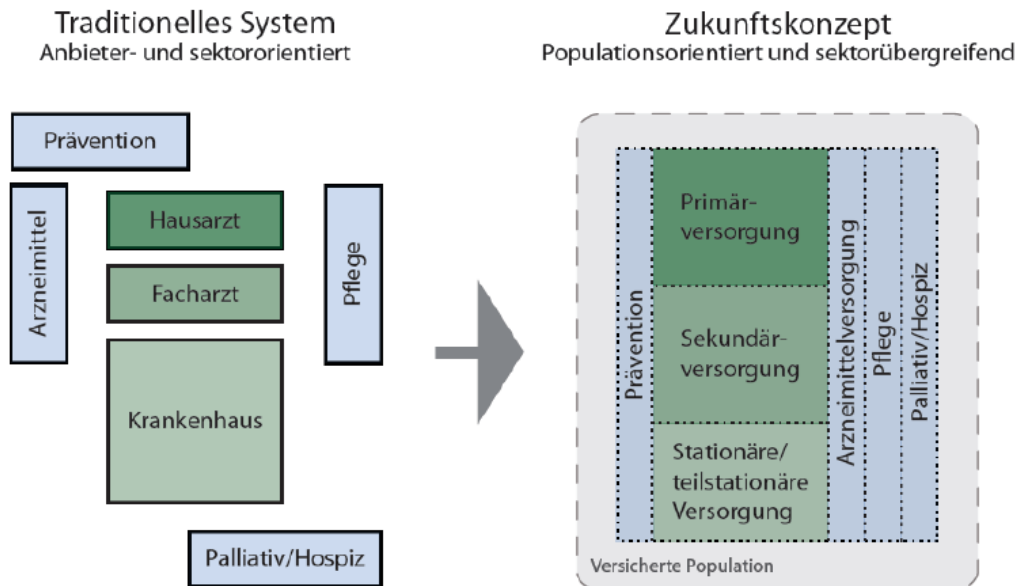 Traditionelles System
Anbieter- und sektororientiert
Prävention
Arzneimittel
Hausarzt
Facharzt
Krankenhaus
Pflege
Palliativ/Hospiz
Zukunftskonzept
Populationsorientiert und sektorübergreifend
Prävention
Primär-
versorgung
Sekundär-
versorgung
Stationäre/
teilstationäre
Versorgung
Arzneimittelversorgung
Pflege
Palliativ/Hospiz
Versicherte Population